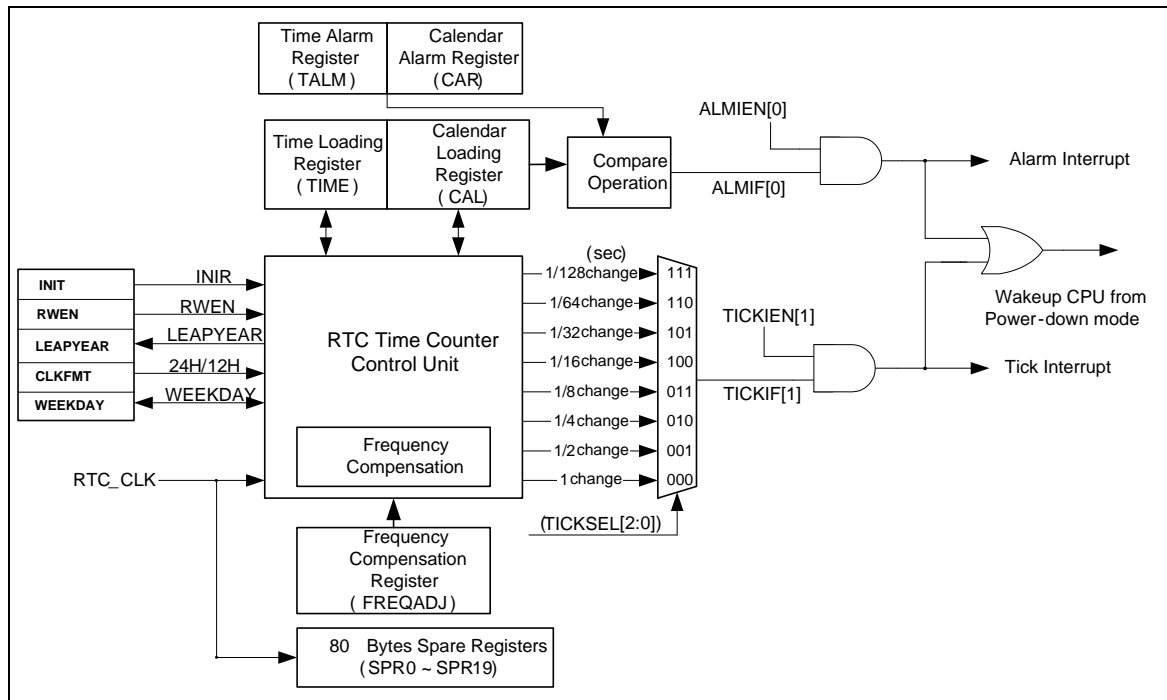 Time Alarm
Register
( TALM )
Calendar
Alarm Register
( CAR)
Time Loading
Register
( TIME )
Calendar
Loading
Register
( CAL)
Compare
Operation
ALMIEN[0]
ALMIF[0]
Alarm Interrupt
INIT
RWEN
LEAPYEAR
CLKFMT
WEEKDAY
INIR
RWEN
LEAPYEAR
24H/12H
WEEKDAY
RTC_CLK
RTC Time Counter
Control Unit
Frequency
Compensation
(sec)
1/128change
1/64change
1/32change
1/16change
1/8change
1/4change
1/2change
1change
111
110
101
100
011
010
001
000
(TICKSEL[2:0])
TICKIEN[1]
TICKIF[1]
Wakeup CPU from
Power-down mode
Tick Interrupt
Frequency
Compensation
Register
( FREQADJ)
80 Bytes Spare Registers
(SPR0 ~ SPR19)